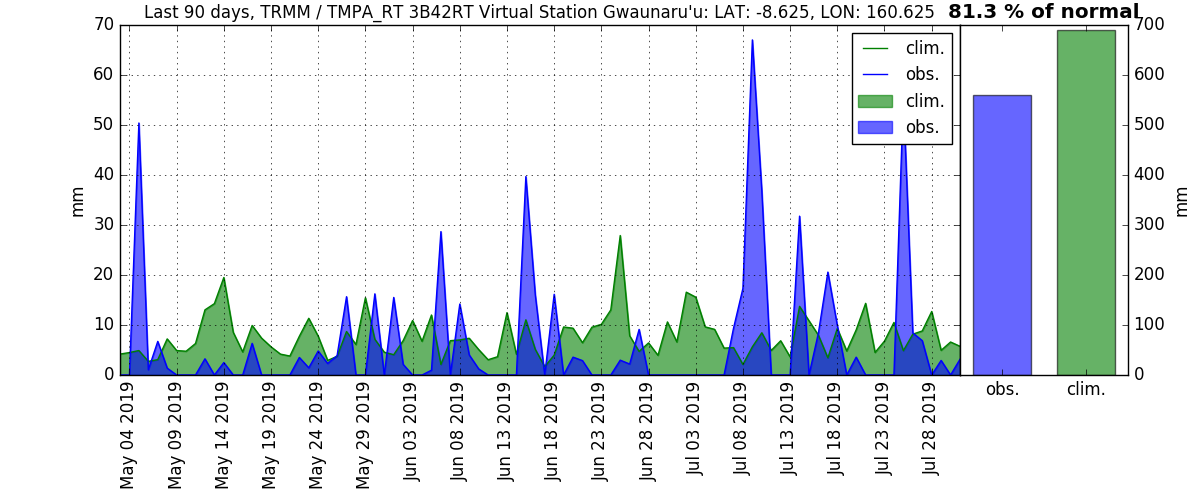 Last 90 days, TRMM / TMPA_RT 3B42RT Virtual Station Gwaunaru'u: LAT: -8.625, LON: 160.625 81.3 % of normal
70
60
50
40
30
20
10
0
mm
clim.
obs.
clim.
obs.
May 04 2019
May 09 2019
May 14 2019
May 19 2019
May 24 2019
May 29 2019
Jun 03 2019
Jun 08 2019
Jun 13 2019
Jun 18 2019
Jun 23 2019
Jun 28 2019
Jul 03 2019
Jul 08 2019
Jul 13 2019
Jul 18 2019
Jul 23 2019
Jul 28 2019
700
600
500
400
300
200
100
0
mm
obs.
clim.